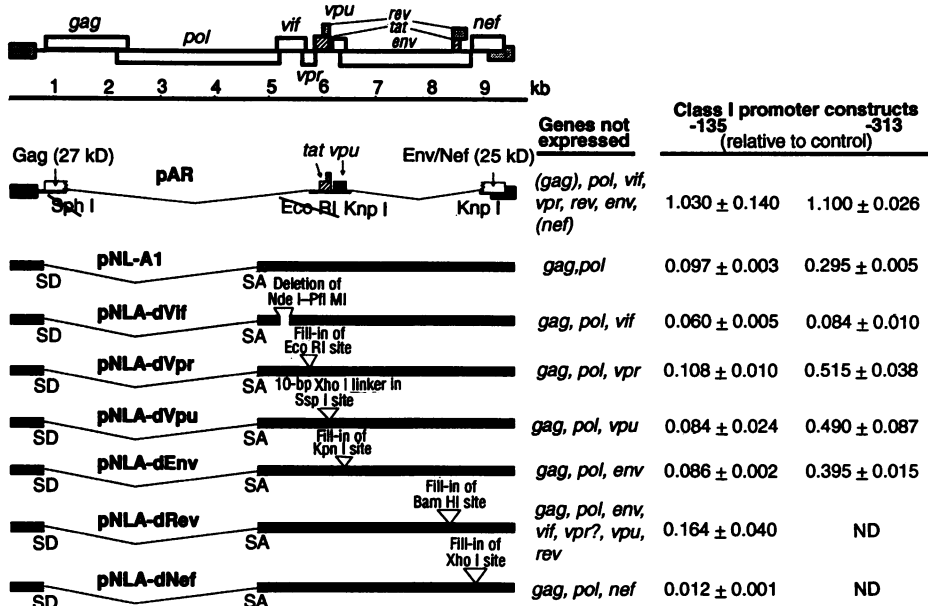 gag
pol
vif
vpr
vpu
rev
tat
env
nef
1 2 3 4 5 6 7 8 9 kb
Genes not
expressed
Class I promoter constructs
-135 -313
(relative to control)
Gag (27 kD)
pAR
tat vpu
Env/Nef (25 kD)
Sph I
Eco RI Knp I
Knp I
(gag), pol, vif,
vpr, rev, env,
(nef)
1.030 ± 0.140 1.100 ± 0.026
pNL-A1
SD SA
gag,pol 0.097 ± 0.003 0.295 ± 0.005
Deletion of
Nde I–Pfl MI
pNLA-dVif
SD SA
gag, pol, vif 0.060 ± 0.005 0.084 ± 0.010
Fill-in of
Eco RI site
pNLA-dVpr
SD SA
gag, pol, vpr 0.108 ± 0.010 0.515 ± 0.038
10-bp Xho I linker in
Ssp I site
pNLA-dVpu
SD SA
gag, pol, vpu 0.084 ± 0.024 0.490 ± 0.087
Fill-in of
Kpn I site
pNLA-dEnv
SD SA
gag, pol, env 0.086 ± 0.002 0.395 ± 0.015
Fill-in of
Bam HI site
pNLA-dRev
SD SA
gag, pol, env,
vif, vpr?, vpu,
rev
0.164 ± 0.040 ND
Fill-in of
Xho I site
pNLA-dNef
SD SA
gag, pol, nef 0.012 ± 0.001 ND